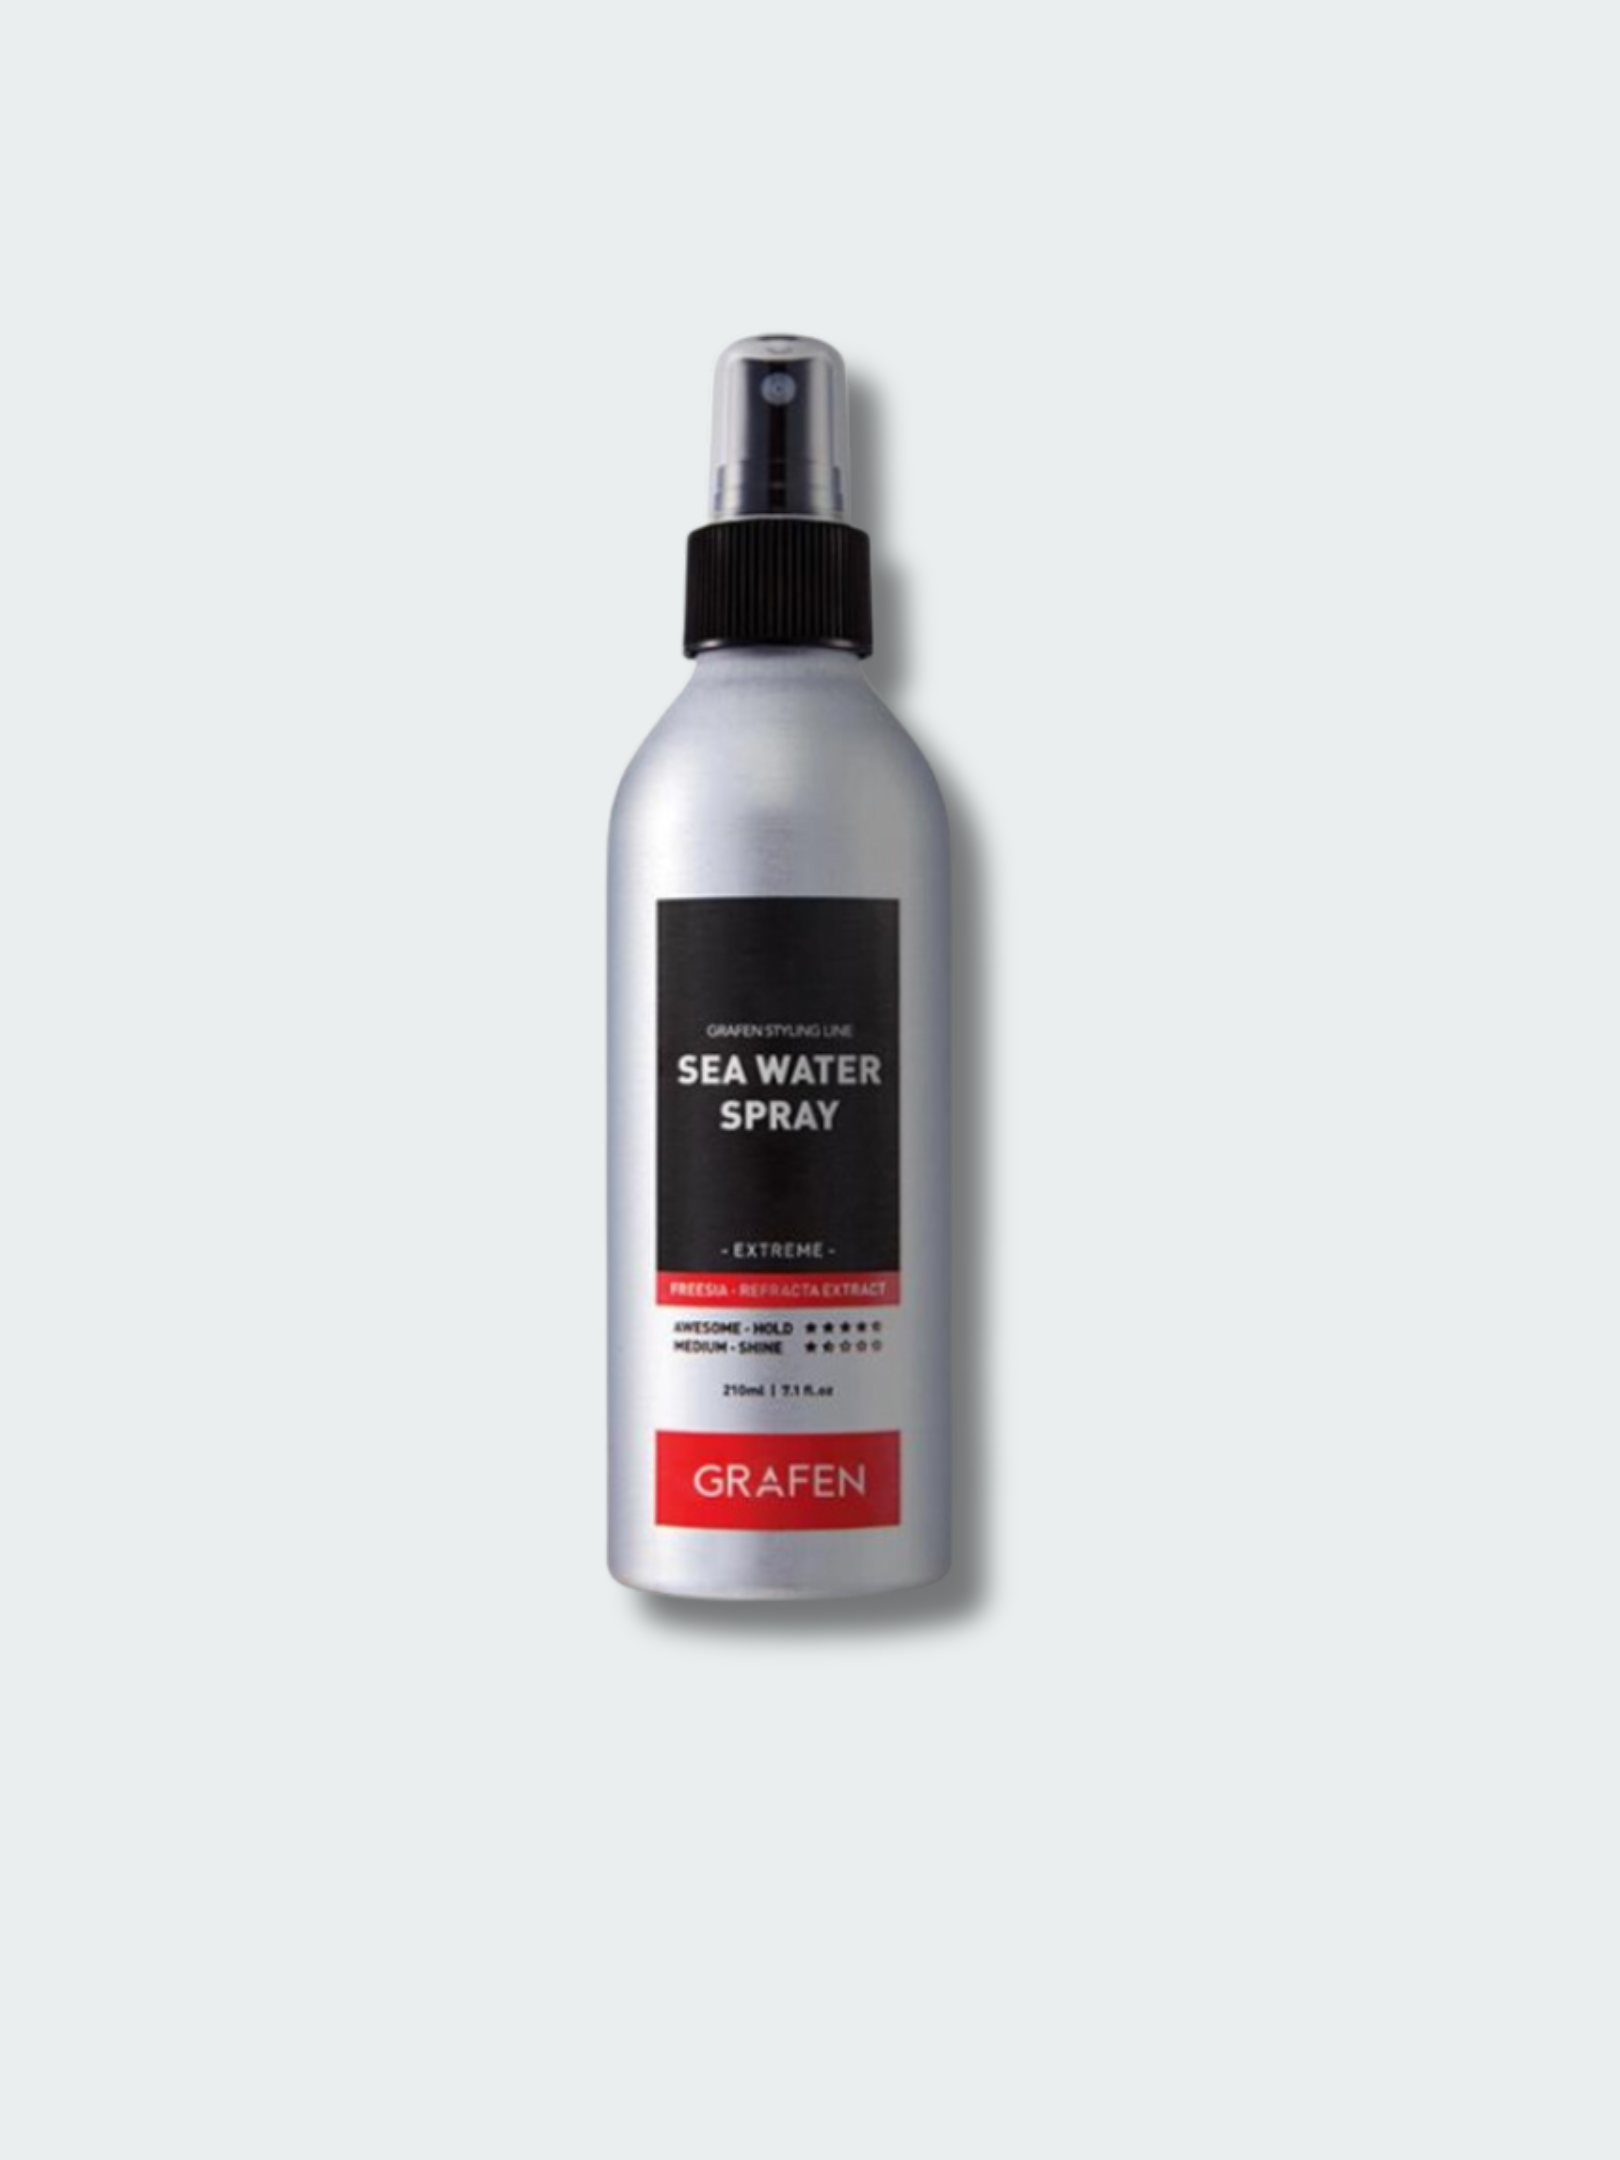 GRAFEN STYLING LINE
SEA WATER
SPRAY
- EXTREME -
FREESIA - REFRACTA EXTRACT
AWESOME - HOLD ★★★★⯪
MEDIUM - SHINE ★⯪☆☆☆
210ml | 7.1 fl.oz
GRAFEN